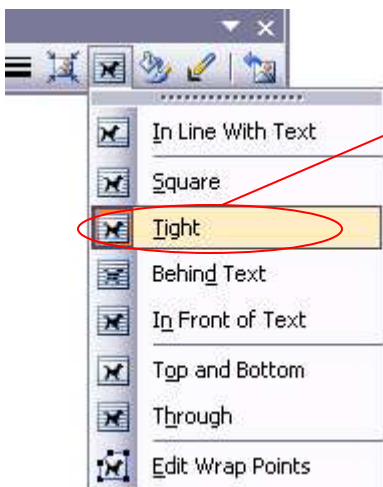 In Line With Text
Square
Tight
Behind Text
In Front of Text
Top and Bottom
Through
Edit Wrap Points